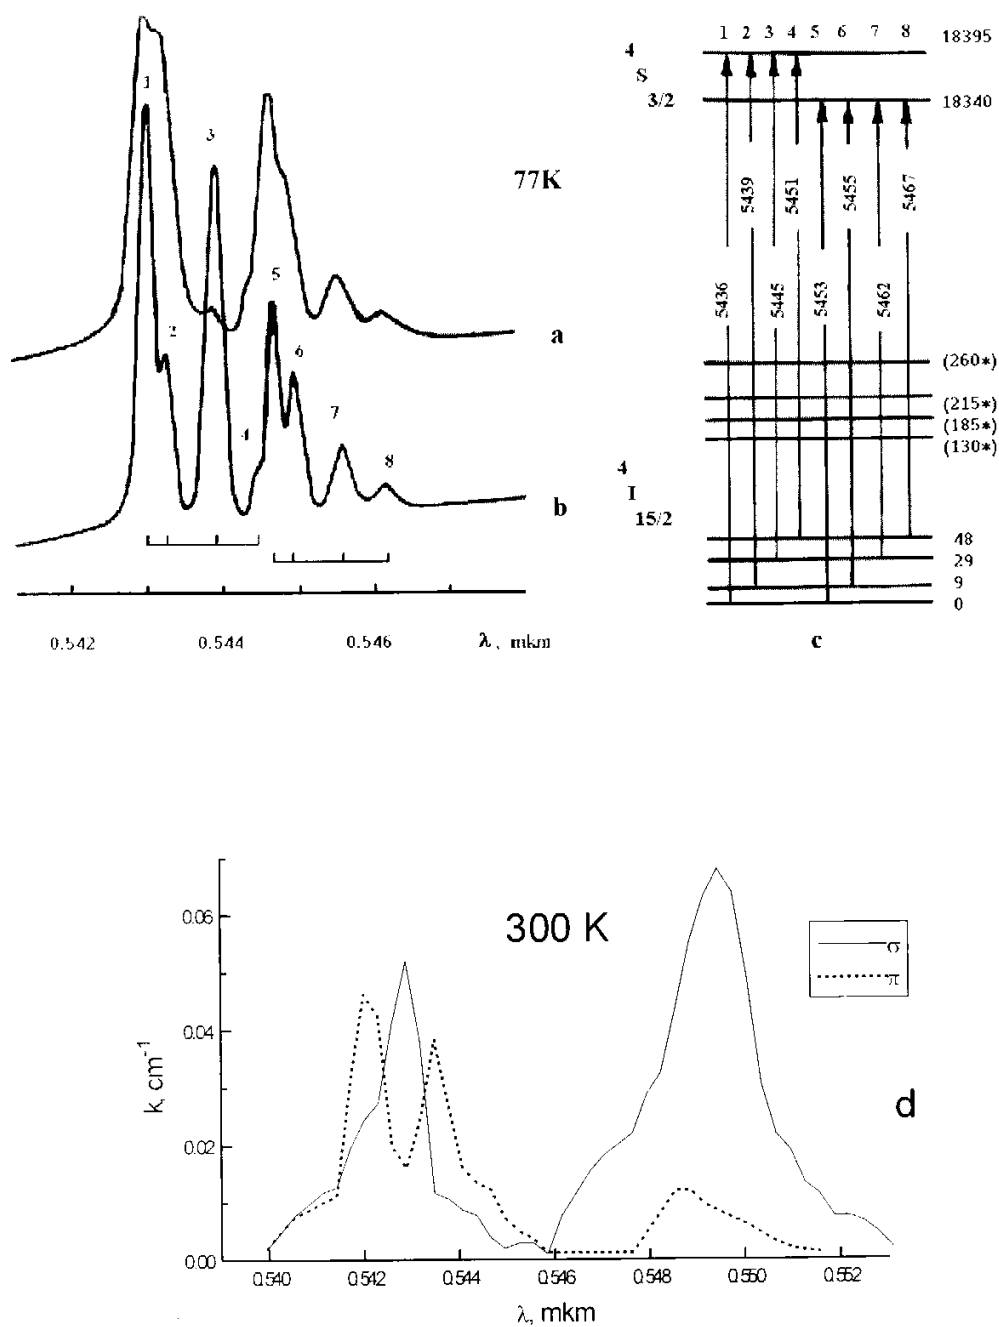 1 2 3 4 5 6 7 8 18395
4
S
3/2 18340
1
3
77K
5439 5451 5455 5467
5436 5445 5453 5462
5
a
2
6
(260*)
(215*)
(185*)
(130*)
7
4
8
b
4
I
15/2
48
29
9
0
0.542 0.544 0.546 λ, mkm
c
300 K
σ
π
0.06
0.04
0.02
0.00
k, cm-1
d
0.540 0.542 0.544 0.546 0.548 0.550 0.552
λ, mkm